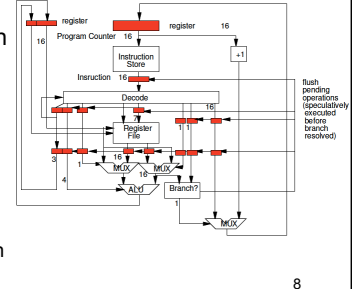 register
register
16
16
Program Counter
16
n
Instruction
Store
+1
Insruction
16
flush
pending
operations
(speculatively
executed
before
branch
resolved)
Decode
16
7
1
1
Register
File
16
3
1
MUX
MUX
16
4
ALU
Branch?
1
MUX
n
8